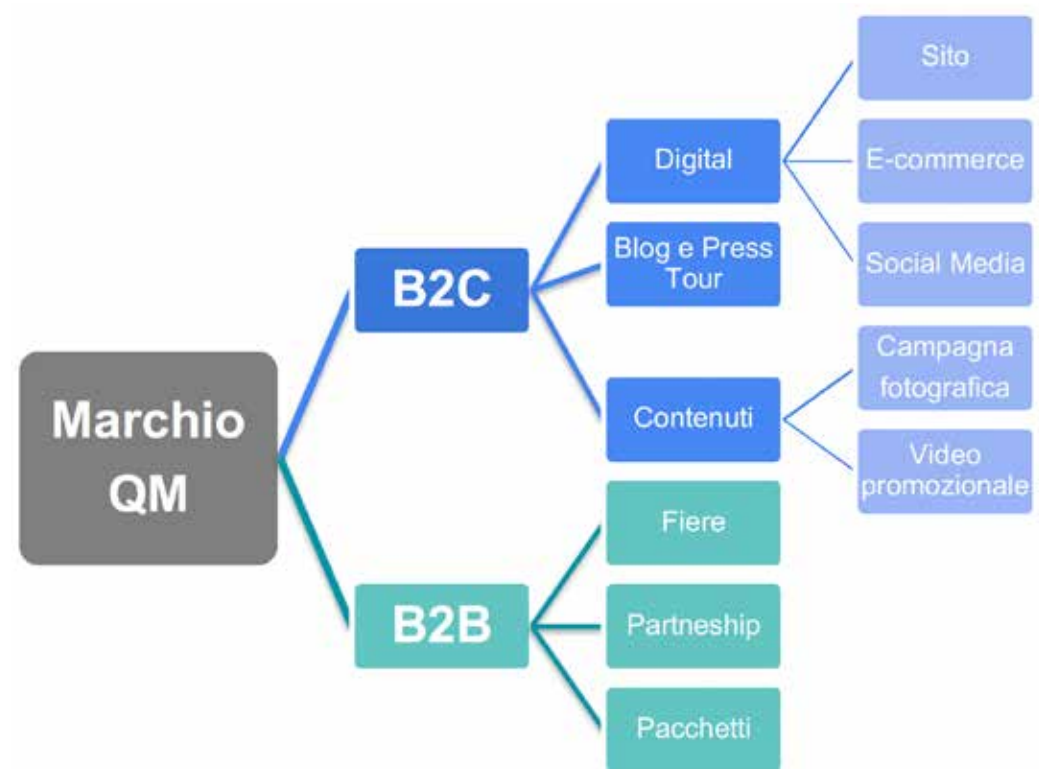 Marchio
QM
B2C
B2B
Digital
Blog e Press
Tour
Contenuti
Fiere
Partneship
Pacchetti
Sito
E-commerce
Social Media
Campagna
fotografica
Video
promozionale